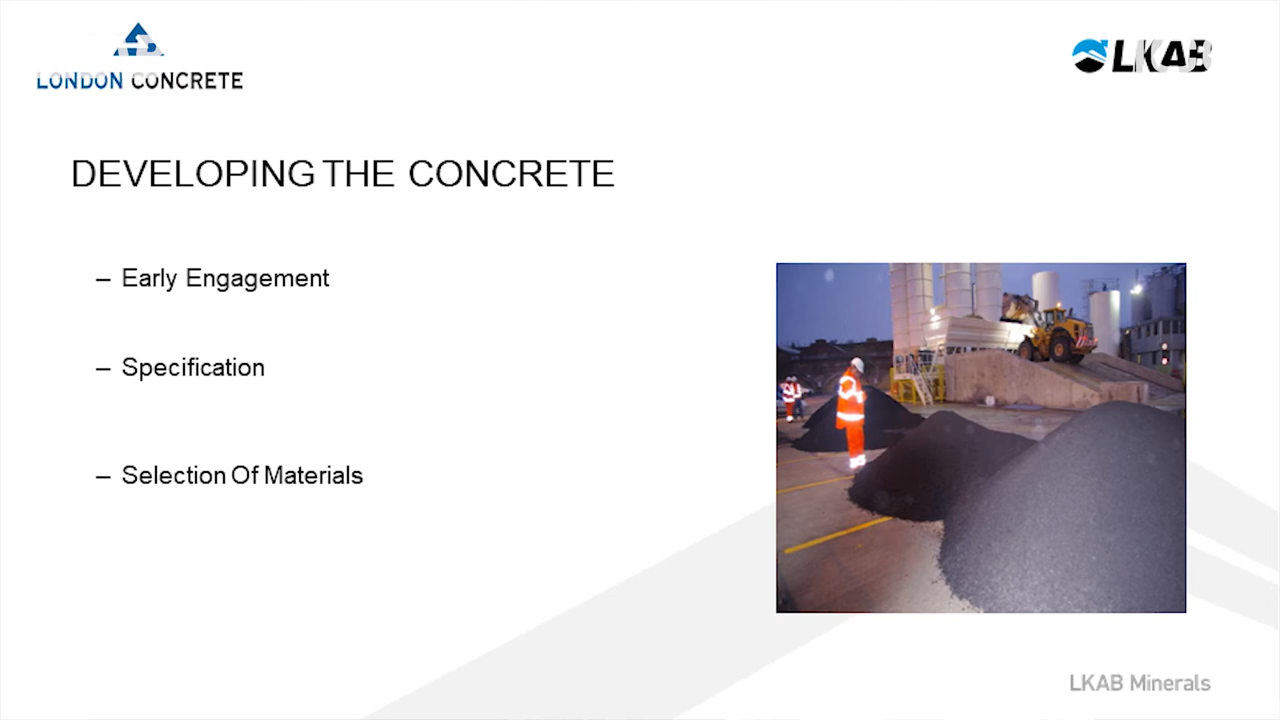 LONDON CONCRETE
LKAB
DEVELOPING THE CONCRETE
– Early Engagement
– Specification
– Selection Of Materials
LKAB Minerals